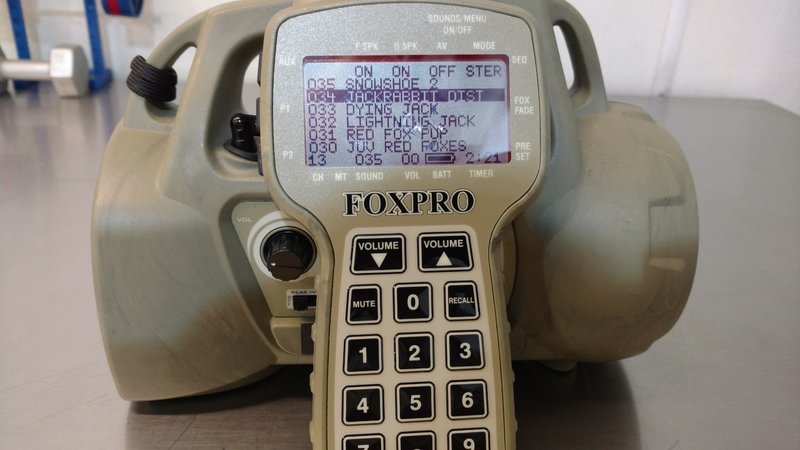 SOUNDS/MENU
ON/OFF
F SPK R SPK AV MODE
AUX
SEQ
ON ON OFF STER
035 SNOWSHOE 2
034 JACKRABBIT DIST
P1
FOX
FADE
033 DYING JACK
032 LIGHTNING JACK
031 RED FOX PUP
030 JUV RED FOXES
P2
PRE
SET
13 035 00 2:21
CH MT SOUND VOL BATT TIMER
FOXPRO
VOL
VOLUME VOLUME
MUTE 0 RECALL
1 2 3
4 5 6
7 8 9